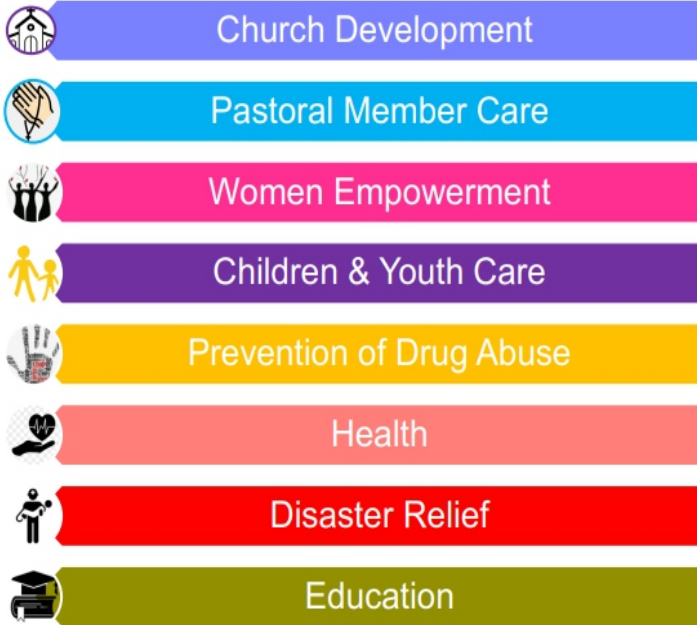 Church Development
Pastoral Member Care
Women Empowerment
Children & Youth Care
Prevention of Drug Abuse
Health
Disaster Relief
Education